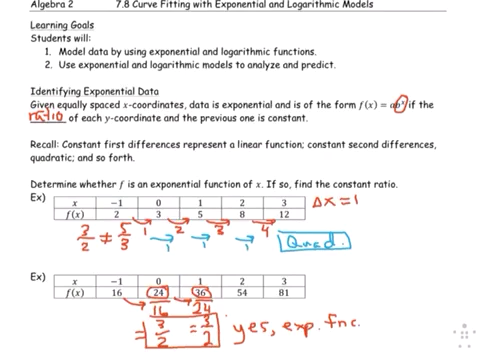 Algebra 2 7.8 Curve Fitting with Exponential and Logarithmic Models
Learning Goals
Students will:
1. Model data by using exponential and logarithmic functions.
2. Use exponential and logarithmic models to analyze and predict.
Identifying Exponential Data
Given equally spaced x-coordinates, data is exponential and is of the form f(x) = abˣ if the
ratio of each y-coordinate and the previous one is constant.
Recall: Constant first differences represent a linear function; constant second differences,
quadratic; and so forth.
Determine whether f is an exponential function of x. If so, find the constant ratio.
Ex)
x -1 0 1 2 3 Δx = 1
f(x) 2 3 5 8 12
3/2 ≠ 5/3 1 2 3 4
1 1 1 Quad.
Ex)
x -1 0 1 2 3
f(x) 16 24 36 54 81
16 24
= 3/2 = 3/2 yes, exp. fnc.